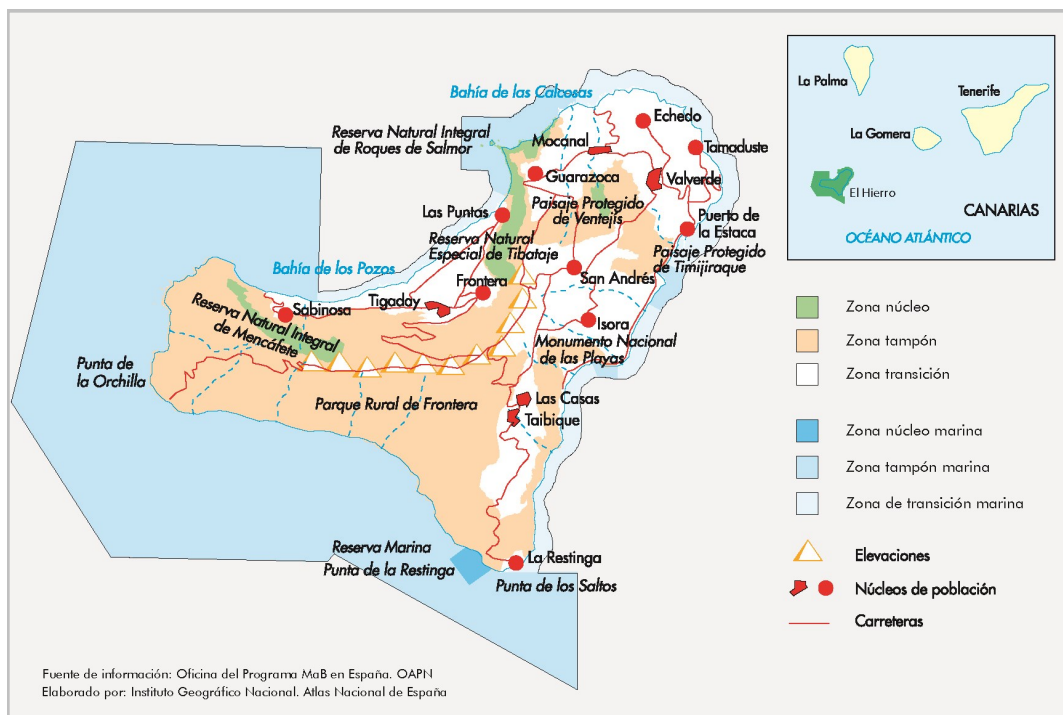 Bahía de las Calcosas
Reserva Natural Integral
de Roques de Salmor
Mocanal
Echedo
Tamaduste
Guarazoca
Valverde
Las Puntas
Paisaje Protegido
de Ventejís
Puerto de
la Estaca
Reserva Natural
Especial de Tibataje
Paisaje Protegido
de Timijiraque
Bahía de los Pozos
Frontera
San Andrés
Tigaday
Sabinosa
Reserva Natural Integral
de Mencáfete
Isora
Monumento Nacional
de las Playas
Punta de
la Orchilla
Parque Rural de Frontera
Las Casas
Taibique
Reserva Marina
Punta de la Restinga
La Restinga
Punta de los Saltos
La Palma
Tenerife
La Gomera
El Hierro
CANARIAS
OCÉANO ATLÁNTICO
Zona núcleo
Zona tampón
Zona transición
Zona núcleo marina
Zona tampón marina
Zona de transición marina
Elevaciones
Núcleos de población
Carreteras
Fuente de información: Oficina del Programa MaB en España. OAPN
Elaborado por: Instituto Geográfico Nacional. Atlas Nacional de España